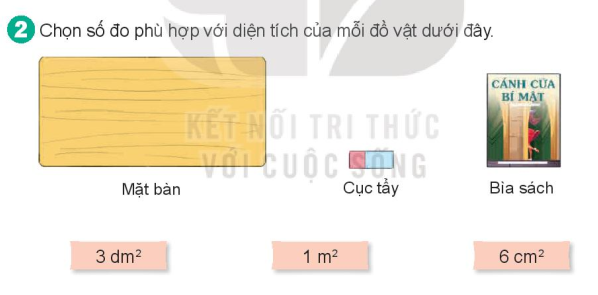 2 Chọn số đo phù hợp với diện tích của mỗi đồ vật dưới đây.
CÁNH CỬA
BÍ MẬT
KẾT NỐI TRI THỨC
VỚI CUỘC SỐNG
Mặt bàn Cục tẩy Bìa sách
3 dm² 1 m² 6 cm²